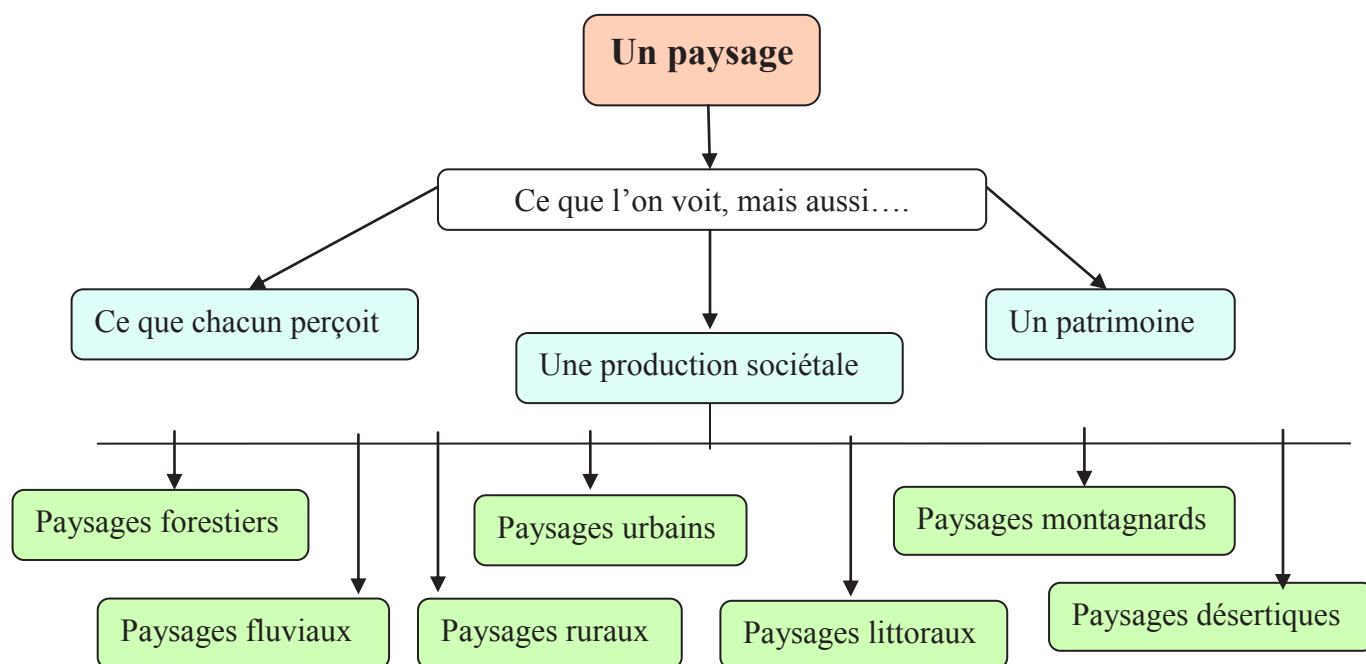 Un paysage
Ce que l’on voit, mais aussi….
Ce que chacun perçoit
Une production sociétale
Un patrimoine
Paysages forestiers
Paysages urbains
Paysages montagnards
Paysages fluviaux
Paysages ruraux
Paysages littoraux
Paysages désertiques